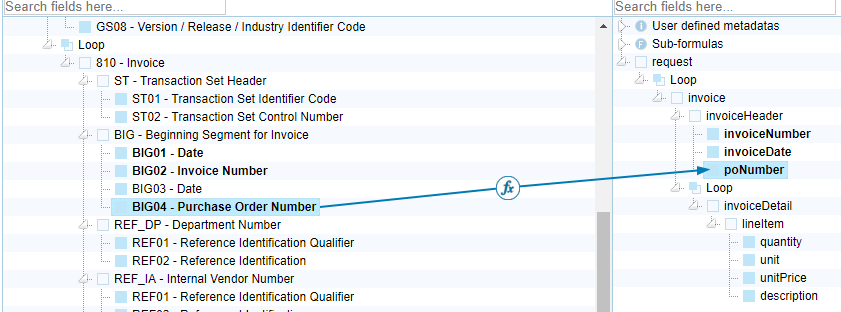 Search fields here...
GS08 - Version / Release / Industry Identifier Code
Loop
810 - Invoice
ST - Transaction Set Header
ST01 - Transaction Set Identifier Code
ST02 - Transaction Set Control Number
BIG - Beginning Segment for Invoice
BIG01 - Date
BIG02 - Invoice Number
BIG03 - Date
BIG04 - Purchase Order Number
REF_DP - Department Number
REF01 - Reference Identification Qualifier
REF02 - Reference Identification
REF_IA - Internal Vendor Number
REF01 - Reference Identification Qualifier
REF02 - Reference Identification
fx
Search fields here...
I User defined metadatas
F Sub-formulas
request
Loop
invoice
invoiceHeader
invoiceNumber
invoiceDate
poNumber
Loop
invoiceDetail
lineItem
quantity
unit
unitPrice
description